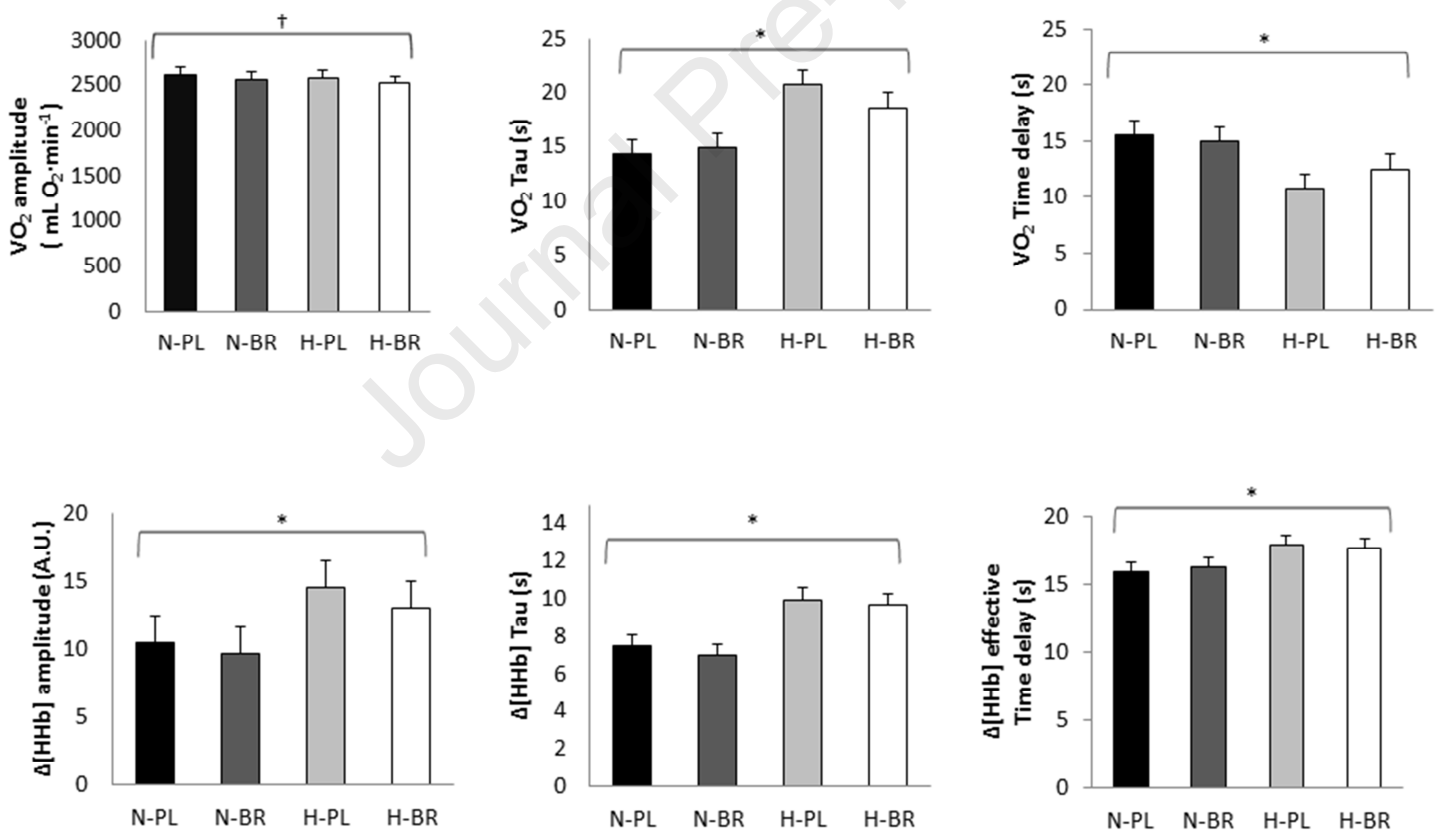 †
VO₂ amplitude
( mL O₂·min⁻¹)
3000
2500
2000
1500
1000
500
0
N-PL N-BR H-PL H-BR
*
VO₂ Tau (s)
25
20
15
10
5
0
N-PL N-BR H-PL H-BR
*
VO₂ Time delay (s)
25
20
15
10
5
0
N-PL N-BR H-PL H-BR
Journal Pre-
*
Δ[HHb] amplitude (A.U.)
20
15
10
5
0
N-PL N-BR H-PL H-BR
*
Δ[HHb] Tau (s)
14
12
10
8
6
4
2
0
N-PL N-BR H-PL H-BR
*
Δ[HHb] effective
Time delay (s)
20
15
10
5
0
N-PL N-BR H-PL H-BR